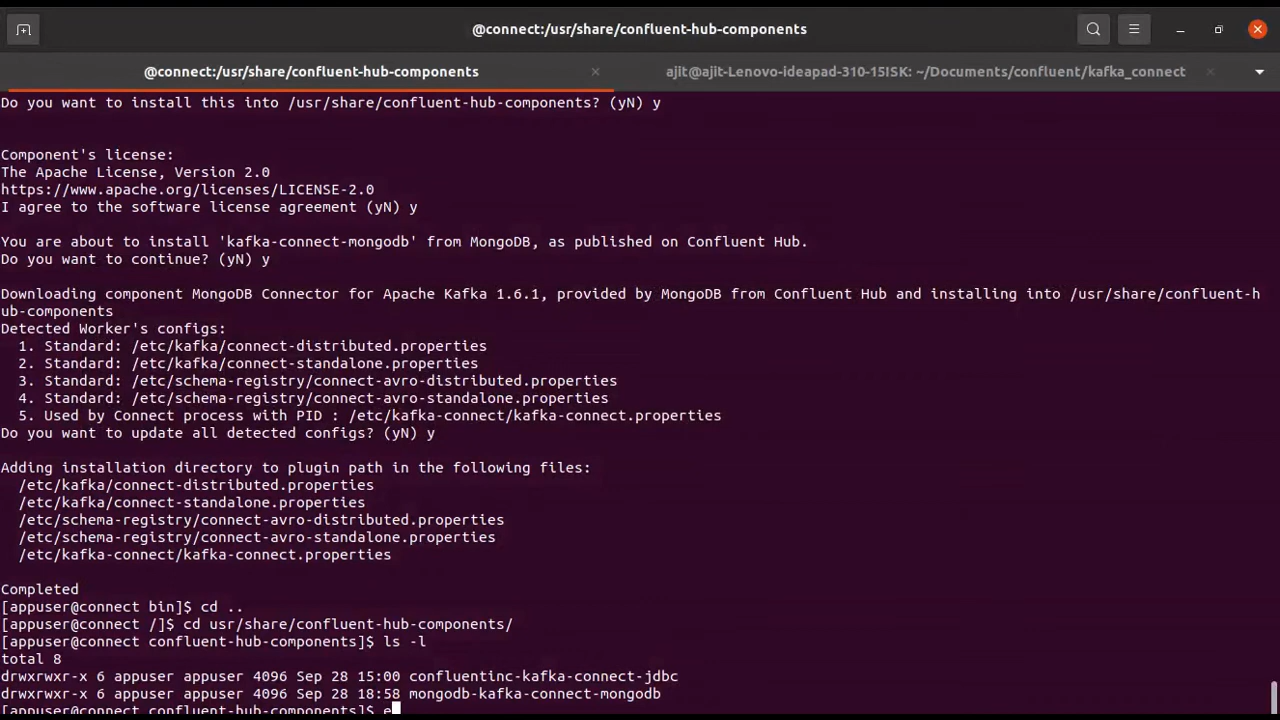 @connect:/usr/share/confluent-hub-components
@connect:/usr/share/confluent-hub-components
ajit@ajit-Lenovo-ideapad-310-15ISK: ~/Documents/confluent/kafka_connect
Do you want to install this into /usr/share/confluent-hub-components? (yN) y
Component's license:
The Apache License, Version 2.0
https://www.apache.org/licenses/LICENSE-2.0
I agree to the software license agreement (yN) y
You are about to install 'kafka-connect-mongodb' from MongoDB, as published on Confluent Hub.
Do you want to continue? (yN) y
Downloading component MongoDB Connector for Apache Kafka 1.6.1, provided by MongoDB from Confluent Hub and installing into /usr/share/confluent-h
ub-components
Detected Worker's configs:
1. Standard: /etc/kafka/connect-distributed.properties
2. Standard: /etc/kafka/connect-standalone.properties
3. Standard: /etc/schema-registry/connect-avro-distributed.properties
4. Standard: /etc/schema-registry/connect-avro-standalone.properties
5. Used by Connect process with PID : /etc/kafka-connect/kafka-connect.properties
Do you want to update all detected configs? (yN) y
Adding installation directory to plugin path in the following files:
/etc/kafka/connect-distributed.properties
/etc/kafka/connect-standalone.properties
/etc/schema-registry/connect-avro-distributed.properties
/etc/schema-registry/connect-avro-standalone.properties
/etc/kafka-connect/kafka-connect.properties
Completed
[appuser@connect bin]$ cd ..
[appuser@connect /]$ cd usr/share/confluent-hub-components/
[appuser@connect confluent-hub-components]$ ls -l
total 8
drwxrwxr-x 6 appuser appuser 4096 Sep 28 15:00 confluentinc-kafka-connect-jdbc
drwxrwxr-x 6 appuser appuser 4096 Sep 28 18:58 mongodb-kafka-connect-mongodb
[appuser@connect confluent-hub-components]$ e